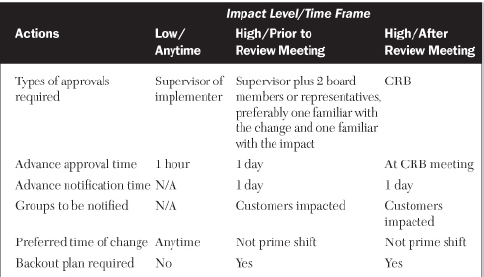 Impact Level/Time Frame
Actions Low/ High/Prior to High/After
Anytime Review Meeting Review Meeting
Types of approvals Supervisor of Supervisor plus 2 board CRB
required implementer members or representatives,
preferably one familiar with
the change and one familiar
with the impact
Advance approval time 1 hour 1 day At CRB meeting
Advance notification time N/A 1 day 1 day
Groups to be notified N/A Customers impacted Customers
impacted
Preferred time of change Anytime Not prime shift Not prime shift
Backout plan required No Yes Yes